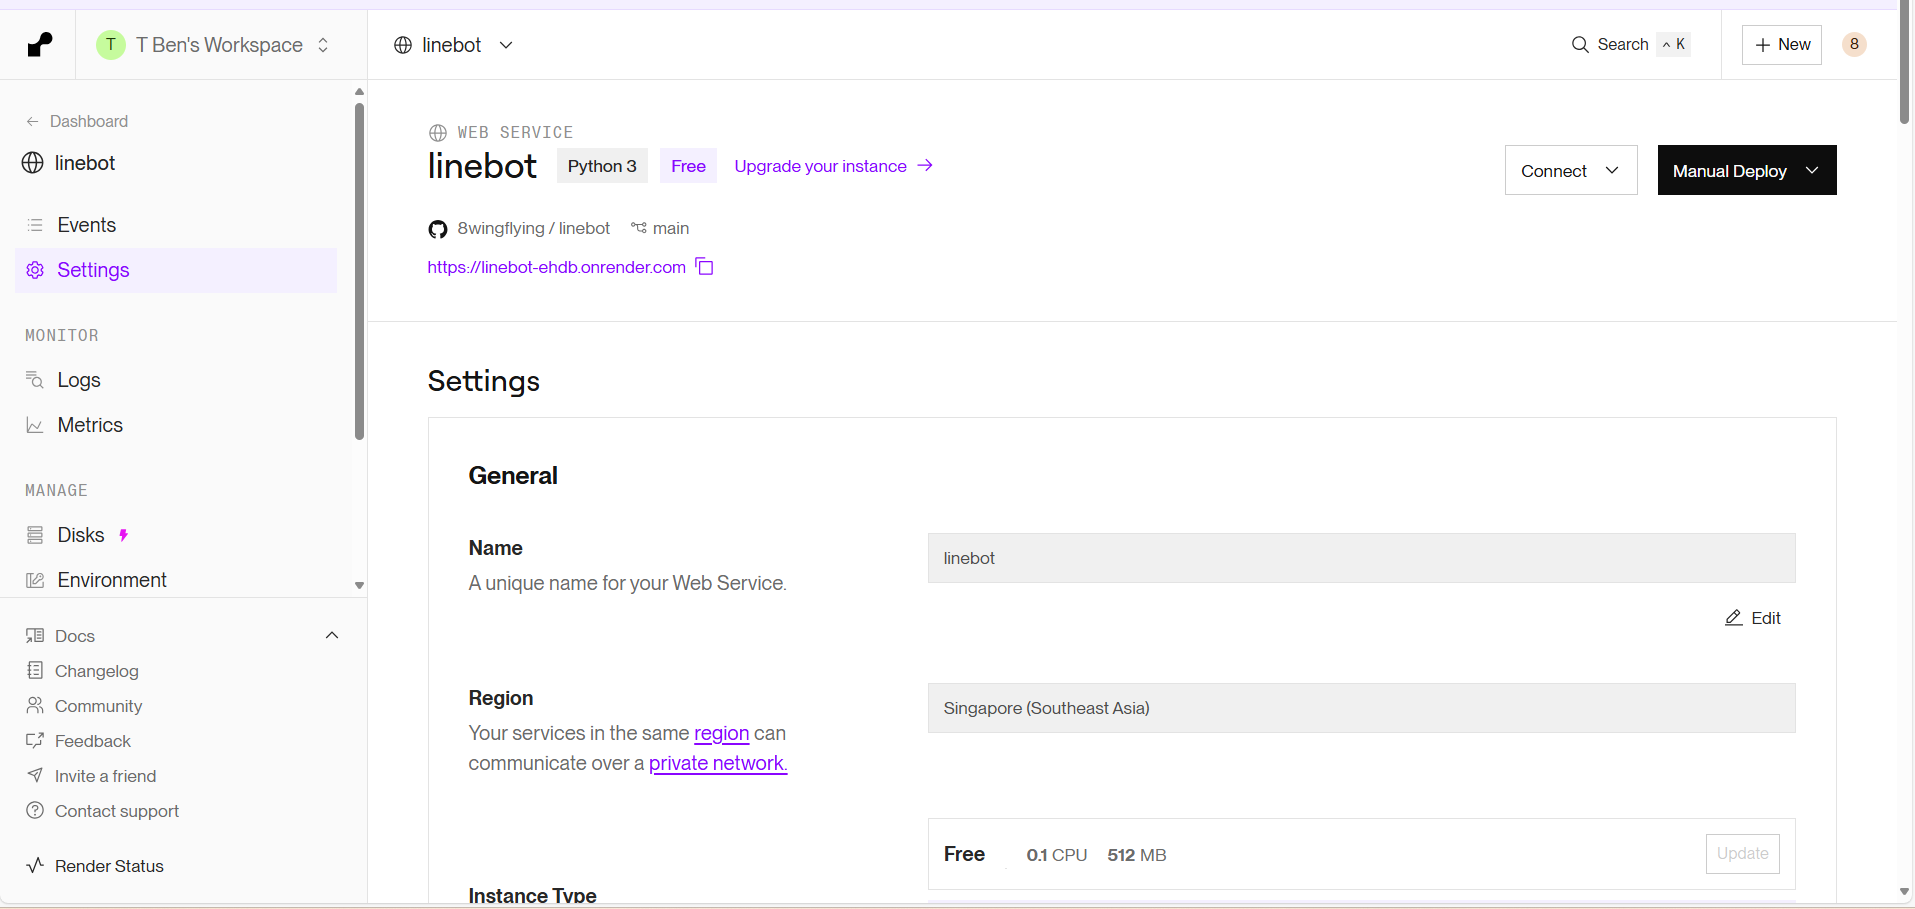 T
T Ben's Workspace
linebot
Search
K
+ New
8
← Dashboard
linebot
Events
Settings
MONITOR
Logs
Metrics
MANAGE
Disks
Environment
Docs
Changelog
Community
Feedback
Invite a friend
Contact support
Render Status
WEB SERVICE
linebot
Python 3
Free
Upgrade your instance →
Connect
Manual Deploy
8wingflying / linebot
main
https://linebot-ehdb.onrender.com
Settings
General
Name
A unique name for your Web Service.
linebot
Edit
Region
Your services in the same region can
communicate over a private network.
Singapore (Southeast Asia)
Instance Type
Free
0.1 CPU
512 MB
Update